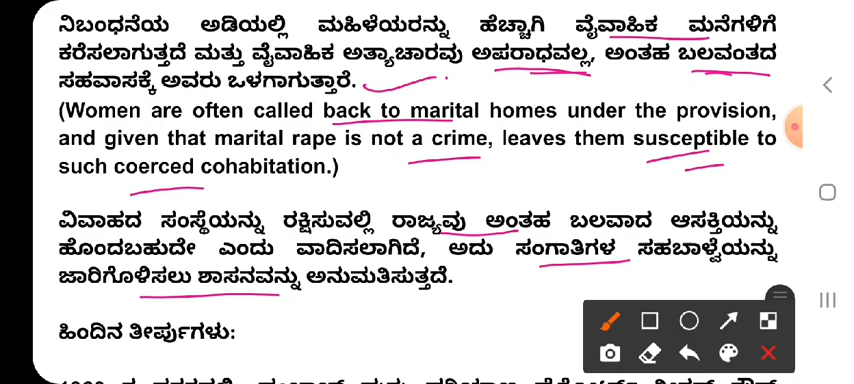 ನಿಬಂಧನೆಯ ಅಡಿಯಲ್ಲಿ ಮಹಿಳೆಯರನ್ನು ಹೆಚ್ಚಾಗಿ ವೈವಾಹಿಕ ಮನೆಗಳಿಗೆ
ಕರೆಸಲಾಗುತ್ತದೆ ಮತ್ತು ವೈವಾಹಿಕ ಅತ್ಯಾಚಾರವು ಅಪರಾಧವಲ್ಲ, ಅಂತಹ ಬಲವಂತದ
ಸಹವಾಸಕ್ಕೆ ಅವರು ಒಳಗಾಗುತ್ತಾರೆ.
(Women are often called back to marital homes under the provision,
and given that marital rape is not a crime, leaves them susceptible to
such coerced cohabitation.)
ವಿವಾಹದ ಸಂಸ್ಥೆಯನ್ನು ರಕ್ಷಿಸುವಲ್ಲಿ ರಾಜ್ಯವು ಅಂತಹ ಬಲವಾದ ಆಸಕ್ತಿಯನ್ನು
ಹೊಂದಬಹುದೇ ಎಂದು ವಾದಿಸಲಾಗಿದೆ, ಅದು ಸಂಗಾತಿಗಳ ಸಹಬಾಳ್ವೆಯನ್ನು
ಜಾರಿಗೊಳಿಸಲು ಶಾಸನವನ್ನು ಅನುಮತಿಸುತ್ತದೆ.
ಹಿಂದಿನ ತೀರ್ಪುಗಳು: